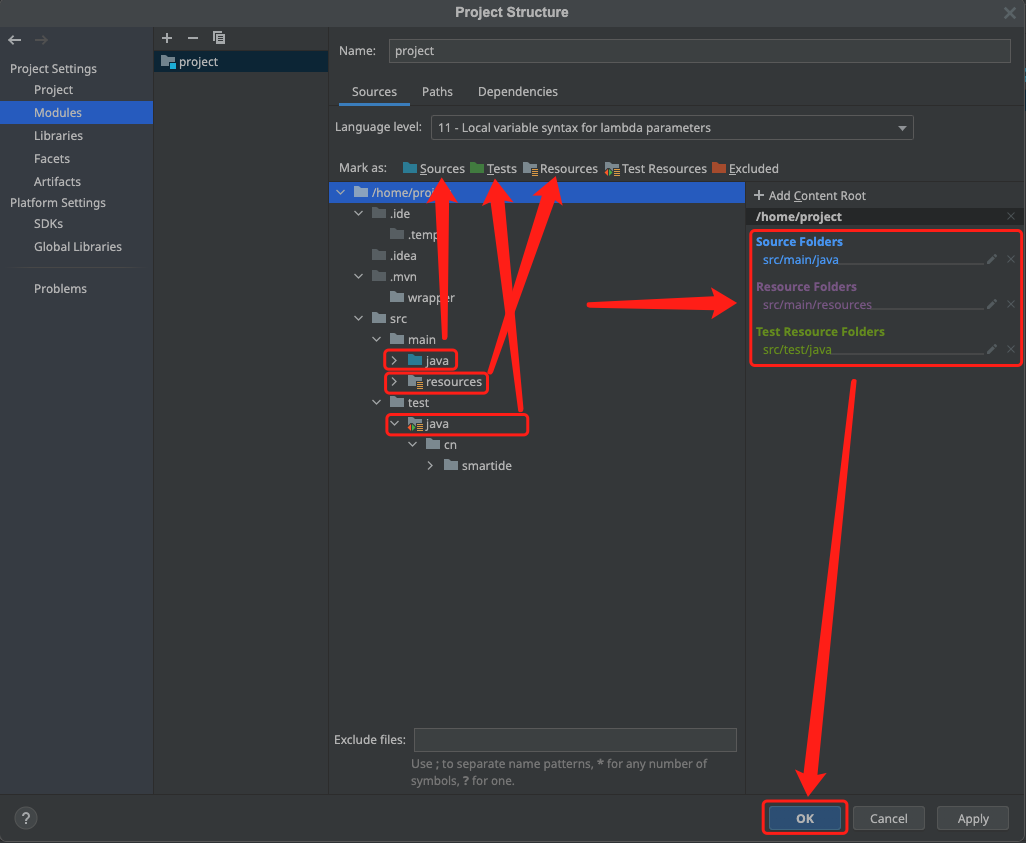 Project Structure
Project Settings
Project
Modules
Libraries
Facets
Artifacts
Platform Settings
SDKs
Global Libraries
Problems
project
Name: project
Sources Paths Dependencies
Language level: 11 - Local variable syntax for lambda parameters
Mark as: Sources Tests Resources Test Resources Excluded
/home/project
.ide
.temp
.idea
.mvn
wrapper
src
main
java
resources
test
java
cn
smartide
+ Add Content Root
/home/project
Source Folders
src/main/java
Resource Folders
src/main/resources
Test Resource Folders
src/test/java
Exclude files:
Use ; to separate name patterns, * for any number of
symbols, ? for one.
? OK Cancel Apply